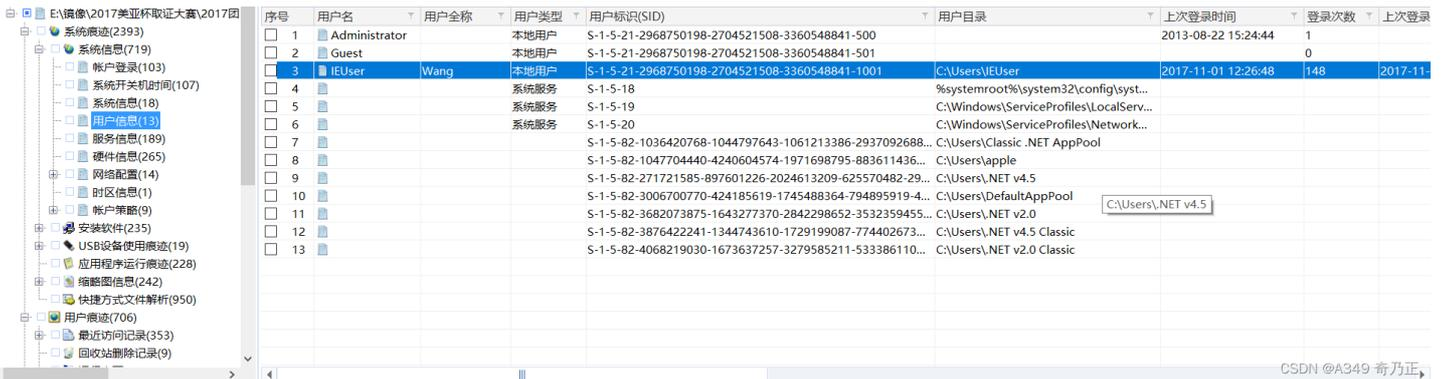 E:\镜像\2017美亚杯取证大赛\2017团
系统痕迹(2393)
系统信息(719)
帐户登录(103)
系统开关机时间(107)
系统信息(18)
用户信息(13)
服务信息(189)
硬件信息(265)
网络配置(14)
时区信息(1)
帐户策略(9)
安装软件(235)
USB设备使用痕迹(19)
应用程序运行痕迹(228)
缩略图信息(242)
快捷方式文件解析(950)
用户痕迹(706)
最近访问记录(353)
回收站删除记录(9)
序号 用户名 用户全称 用户类型 用户标识(SID) 用户目录 上次登录时间 登录次数 上次登录
1 Administrator 本地用户 S-1-5-21-2968750198-2704521508-3360548841-500 2013-08-22 15:24:44 1
2 Guest 本地用户 S-1-5-21-2968750198-2704521508-3360548841-501 0
3 IEUser Wang 本地用户 S-1-5-21-2968750198-2704521508-3360548841-1001 C:\Users\IEUser 2017-11-01 12:26:48 148 2017-11-
4 系统服务 S-1-5-18 %systemroot%\system32\config\syst...
5 系统服务 S-1-5-19 C:\Windows\ServiceProfiles\LocalServ...
6 系统服务 S-1-5-20 C:\Windows\ServiceProfiles\Network...
7 S-1-5-82-1036420768-1044797643-1061213386-2937092688... C:\Users\Classic .NET AppPool
8 S-1-5-82-1047704440-4240604574-1971698795-883611436... C:\Users\apple
9 S-1-5-82-271721585-897601226-2024613209-625570482-29... C:\Users\.NET v4.5
10 S-1-5-82-3006700770-424185619-1745488364-794895919-4... C:\Users\DefaultAppPool
C:\Users\.NET v4.5
11 S-1-5-82-3682073875-1643277370-2842298652-3532359455... C:\Users\.NET v2.0
12 S-1-5-82-3876422241-1344743610-1729199087-774402673... C:\Users\.NET v4.5 Classic
13 S-1-5-82-4068219030-1673637257-3279585211-533386110... C:\Users\.NET v2.0 Classic
CSDN @A349 奇乃正